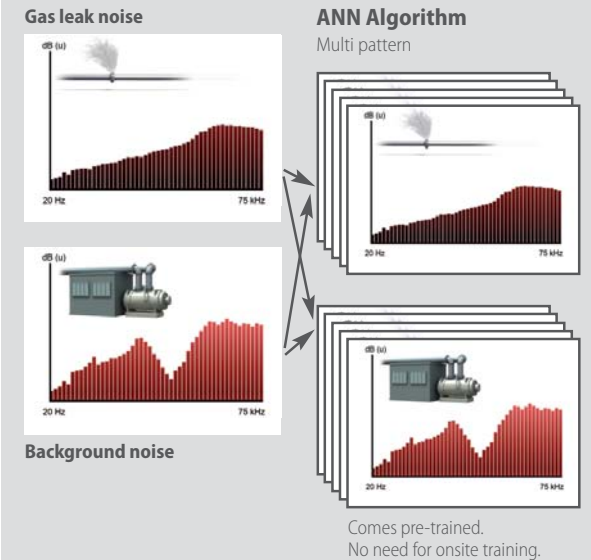 Gas leak noise
dB (u)
20 Hz 75 kHz
dB (u)
20 Hz 75 kHz
Background noise
ANN Algorithm
Multi pattern
dB (u)
20 Hz 75 kHz
dB (u)
20 Hz 75 kHz
Comes pre-trained.
No need for onsite training.